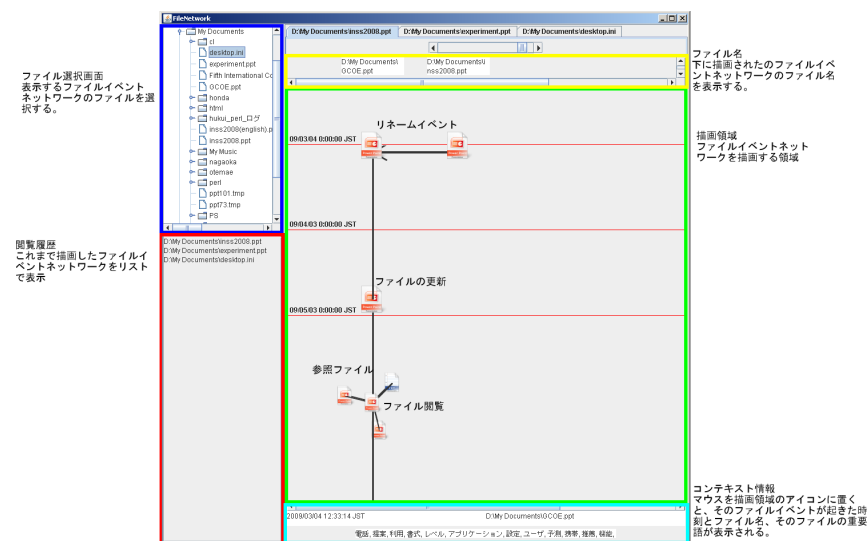 FileNetwork
My Documents
cl
desktop.ini
experiment.ppt
Fifth International Cc
GCOE.ppt
honda
html
hukui_perl_ログ
inss2008(english).p
inss2008.ppt
My Music
nagaoka
otemae
perl
ppt101.tmp
ppt73.tmp
PS
D:\My Documents\inss2008.ppt
D:\My Documents\experiment.ppt
D:\My Documents\desktop.ini
ファイル選択画面
表示するファイルイベント
ネットワークのファイルを選
択する。
閲覧履歴
これまで描画したファイルイ
ベントネットワークをリスト
で表示
D:\My Documents\inss2008.ppt
D:\My Documents\experiment.ppt
D:\My Documents\desktop.ini
D:\My Documents\
GCOE.ppt
D:\My Documents\i
nss2008.ppt
リネームイベント
09/03/04 0:00:00 JST
09/04/03 0:00:00 JST
ファイルの更新
09/05/03 0:00:00 JST
参照ファイル
ファイル閲覧
2009/03/04 12:33:14 JST
D:\My Documents\GCOE.ppt
電話, 提案, 利用, 書式, レベル, アプリケーション, 設定, ユーザ, 予測, 携帯, 推薦, 機能,
ファイル名
下に描画されたのファイルイベ
ントネットワークのファイル名
を表示する。
描画領域
ファイルイベントネット
ワークを描画する領域
コンテキスト情報
マウスを描画領域のアイコンに置く
と、そのファイルイベントが起きた時
刻とファイル名、そのファイルの重要
語が表示される。